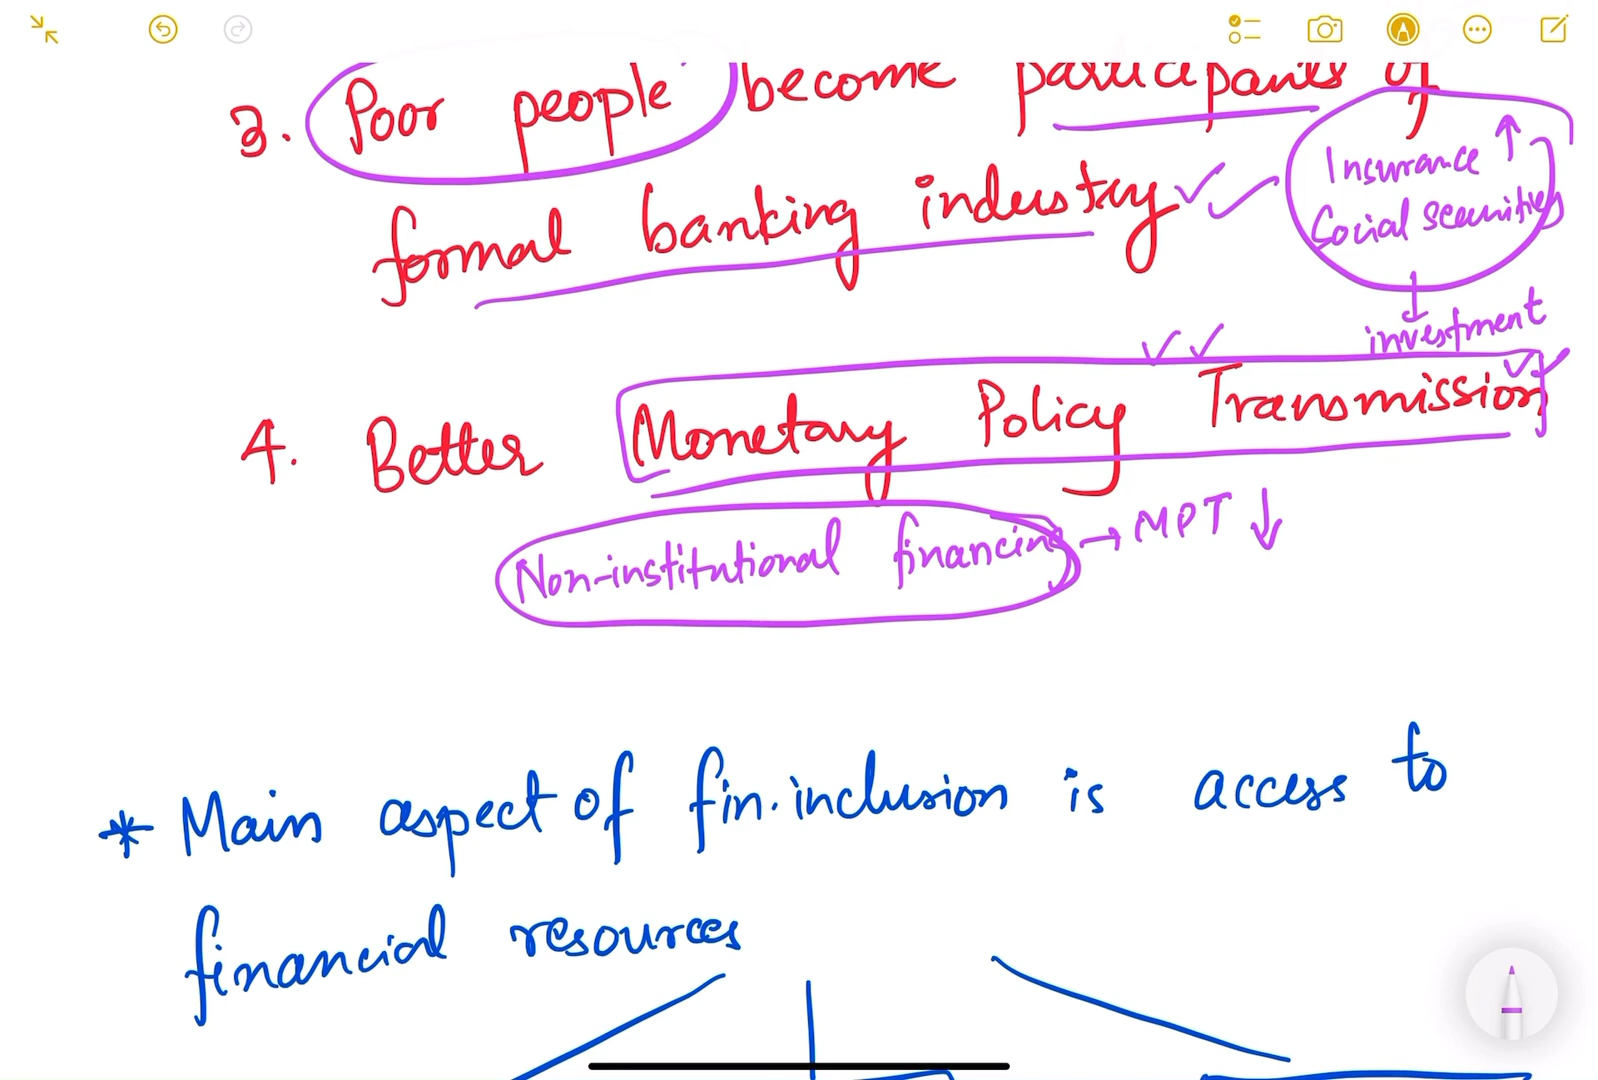 3. Poor people become participants of
formal banking industry
Insurance ↑
Social securities
↓
investment
4. Better Monetary Policy Transmission
Non-institutional financing → MPT ↓
* Main aspect of fin. inclusion is access to
financial resources